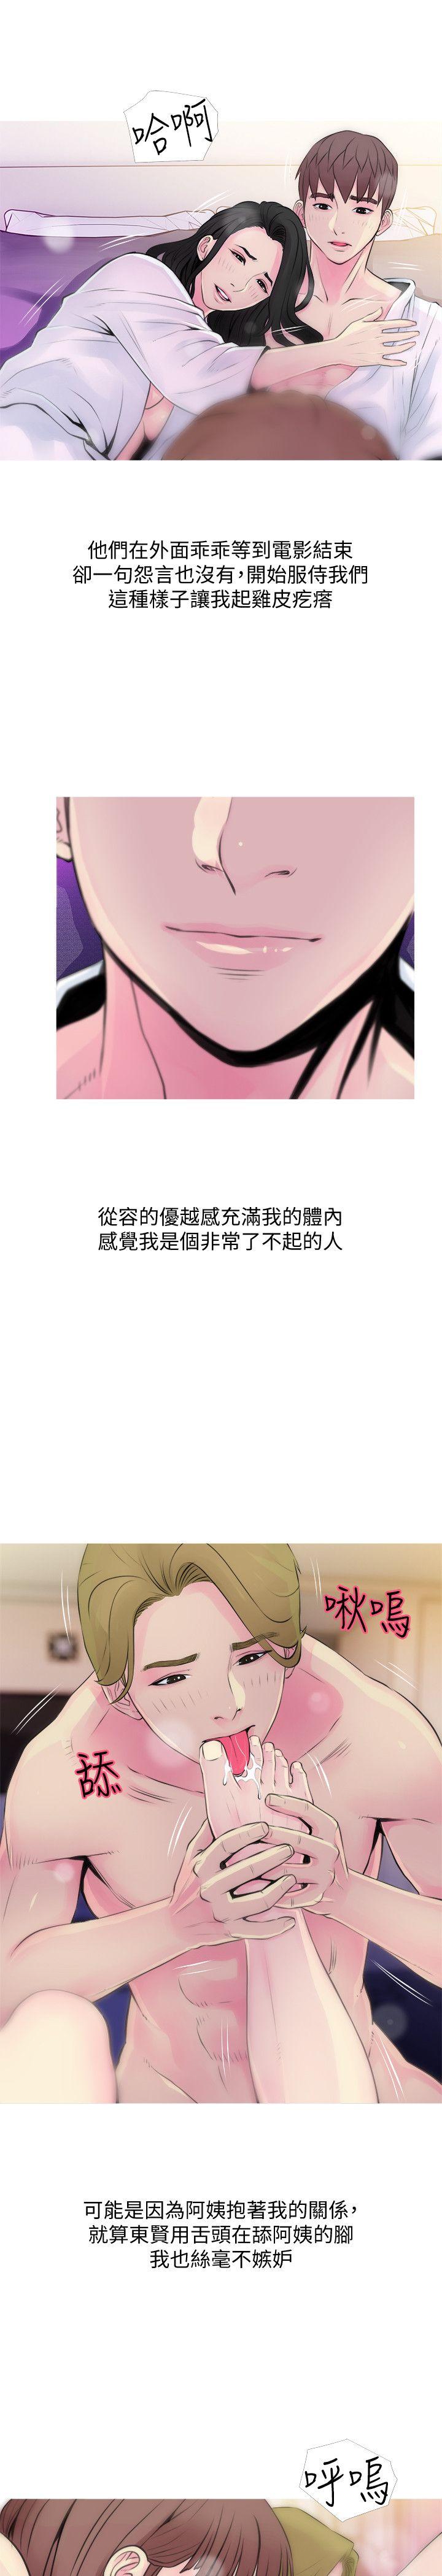 哈啊
他們在外面乖乖等到電影結束
卻一句怨言也沒有,開始服侍我們
這種樣子讓我起雞皮疙瘩
從容的優越感充滿我的體內
感覺我是個非常了不起的人
啾嗚
舔
可能是因為阿姨抱著我的關係,
就算東賢用舌頭在舔阿姨的腳
我也絲毫不嫉妒
呼嗚